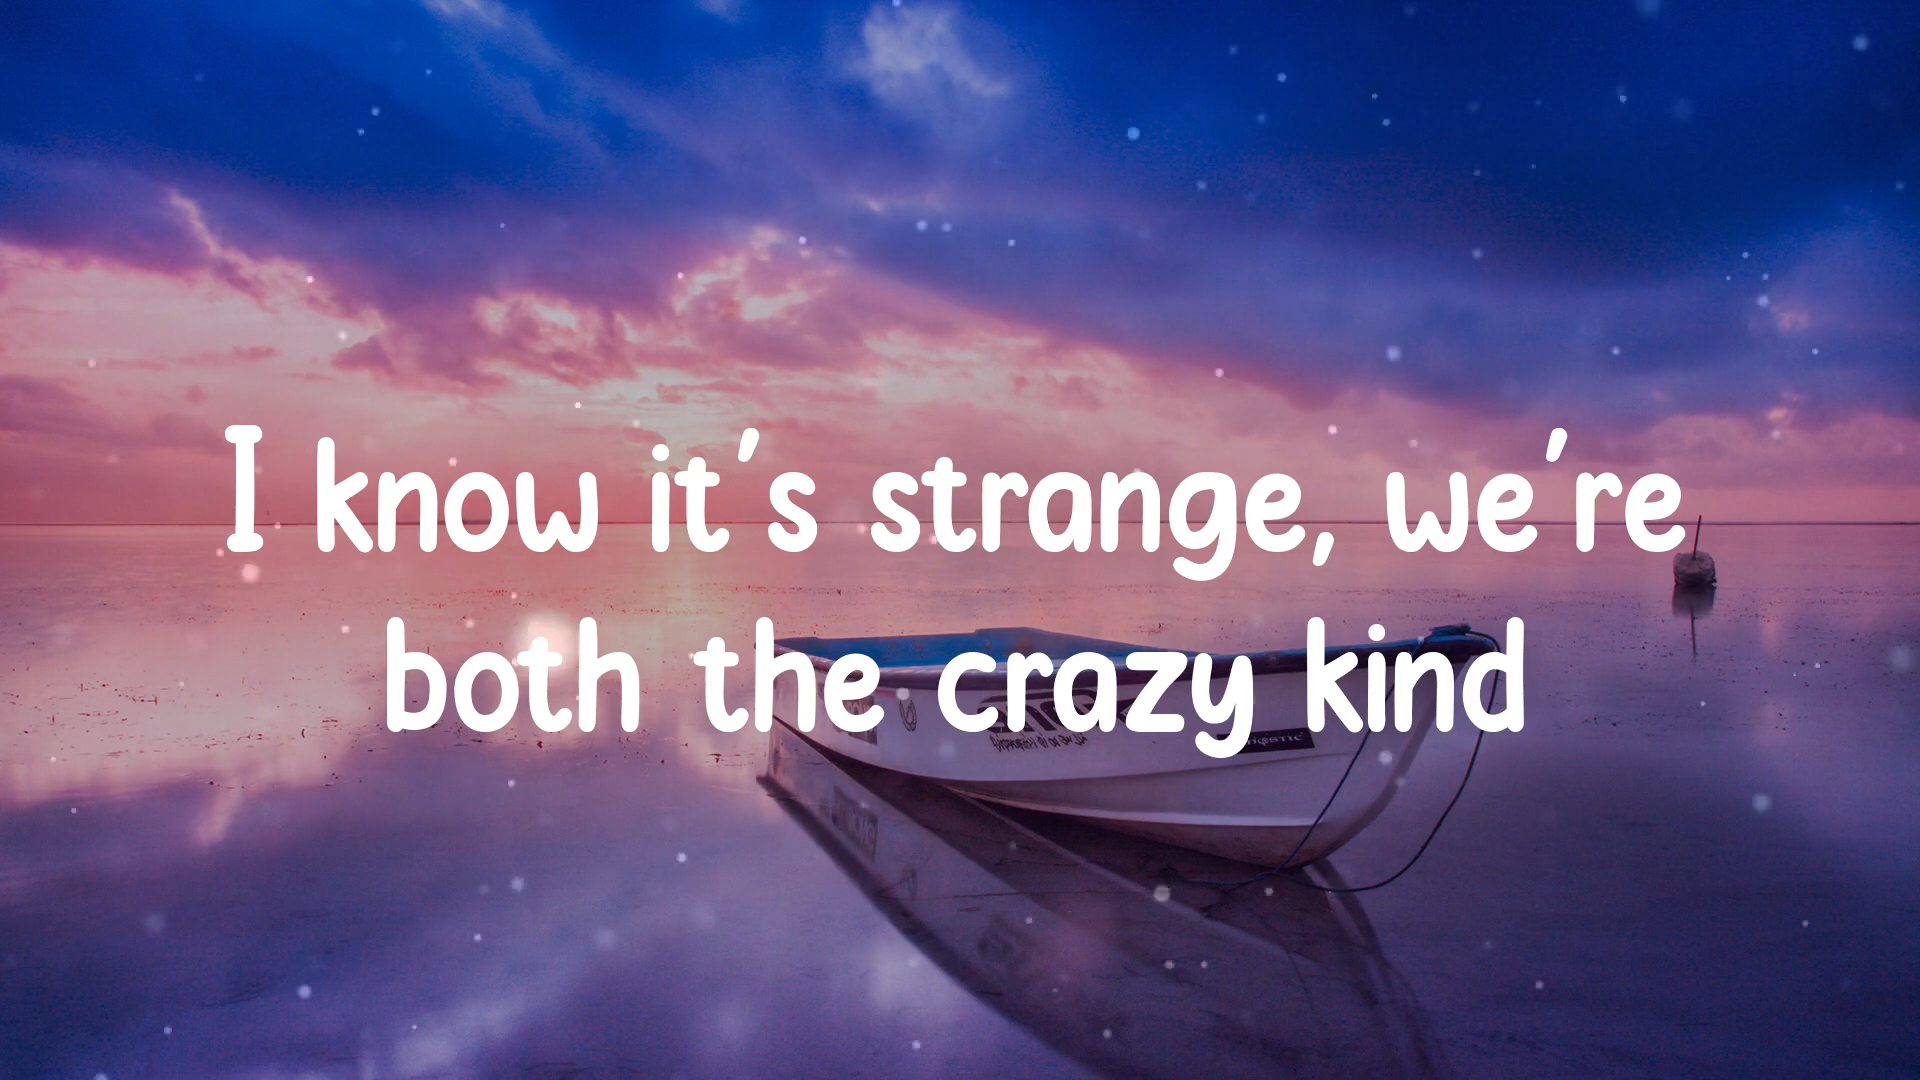 I know it's strange, we're
both the crazy kind